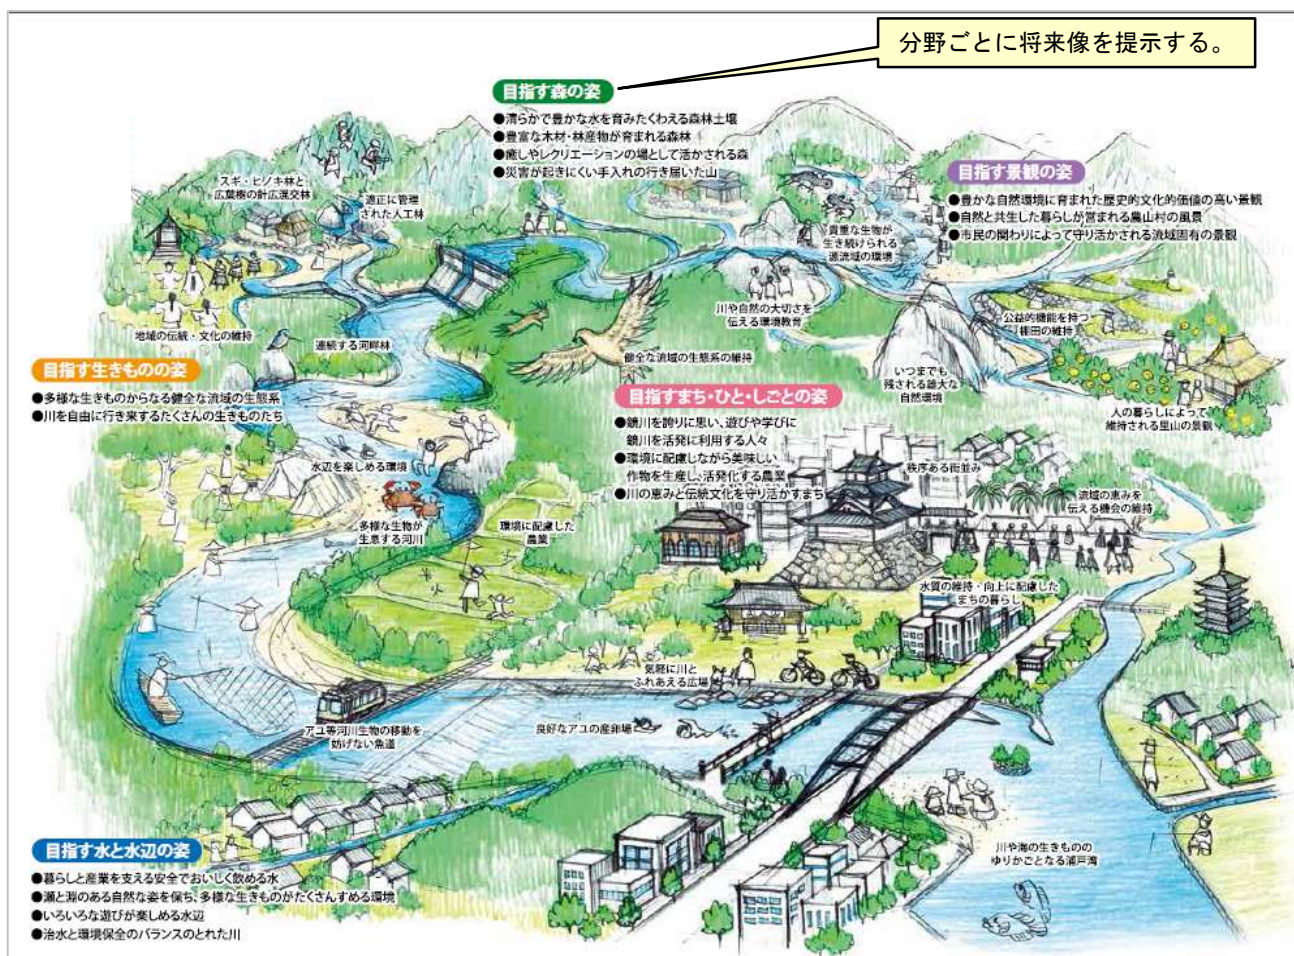 分野ごとに将来像を提示する。
目指す森の姿
●清らかで豊かな水を育みたくわえる森林土壌
●豊富な木材・林産物が育まれる森林
●癒しやレクリエーションの場として活かされる森
●災害が起きにくい手入れの行き届いた山
目指す景観の姿
●豊かな自然環境に育まれた歴史的文化的価値の高い景観
●自然と共生した暮らしが営まれる農山村の風景
●市民の関わりによって守り活かされる流域固有の景観
スギ・ヒノキ林と
広葉樹の針広混交林
適正に管理
された人工林
貴重な生物が
生き続けられる
源流域の環境
川や自然の大切さを
伝える環境教育
公益的機能を持つ
棚田の維持
地域の伝統・文化の維持
連続する河畔林
健全な流域の生態系の維持
いつまでも
残される雄大な
自然環境
人の暮らしによって
維持される里山の景観
目指す生きものの姿
●多様な生きものからなる健全な流域の生態系
●川を自由に行き来するたくさんの生きものたち
目指すまち・ひと・しごとの姿
●鏡川を誇りに思い、遊びや学びに
鏡川を活発に利用する人々
●環境に配慮しながら美味しい
作物を生産し、活発化する農業
●川の恵みと伝統文化を守り活かすまち
水辺を楽しめる環境
秩序ある街並み
流域の恵みを
伝える機会の維持
多様な生物が
生息する河川
環境に配慮した
農業
水質の維持・向上に配慮した
まちの暮らし
気軽に川と
ふれあえる広場
アユ等河川生物の移動を
妨げない魚道
良好なアユの産卵場
川や海の生きものの
ゆりかごとなる浦戸湾
目指す水と水辺の姿
●暮らしと産業を支える安全でおいしく飲める水
●瀬と淵のある自然な姿を保ち、多様な生きものがたくさんすめる環境
●いろいろな遊びが楽しめる水辺
●治水と環境保全のバランスのとれた川